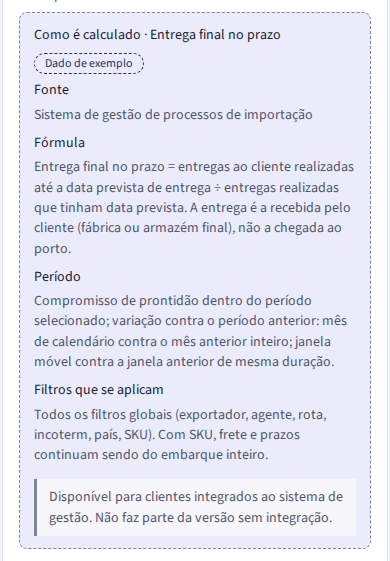 Como é calculado · Entrega final no prazo
Dado de exemplo
Fonte
Sistema de gestão de processos de importação
Fórmula
Entrega final no prazo = entregas ao cliente realizadas
até a data prevista de entrega ÷ entregas realizadas
que tinham data prevista. A entrega é a recebida pelo
cliente (fábrica ou armazém final), não a chegada ao
porto.
Período
Compromisso de prontidão dentro do período
selecionado; variação contra o período anterior: mês
de calendário contra o mês anterior inteiro; janela
móvel contra a janela anterior de mesma duração.
Filtros que se aplicam
Todos os filtros globais (exportador, agente, rota,
incoterm, país, SKU). Com SKU, frete e prazos
continuam sendo do embarque inteiro.
Disponível para clientes integrados ao sistema de
gestão. Não faz parte da versão sem integração.